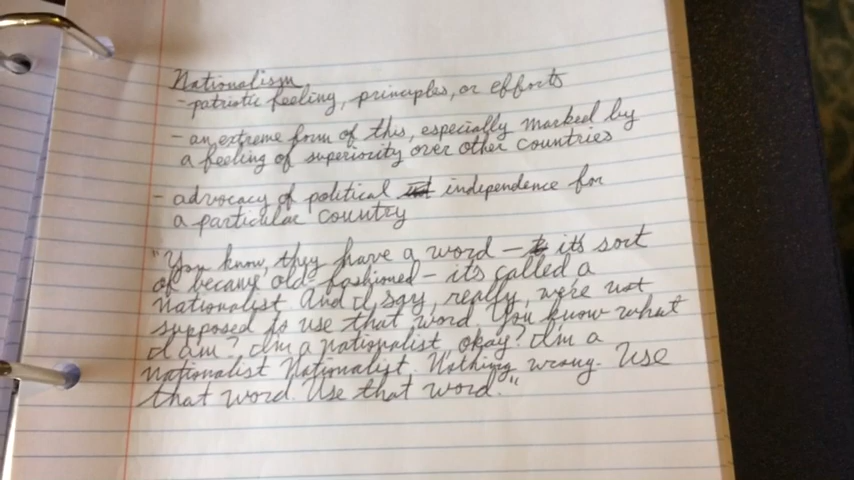 Nationalism
- patriotic feeling, principles, or efforts
- an extreme form of this, especially marked by
a feeling of superiority over other countries
- advocacy of political independence for
a particular country
"You know, they have a word – it's sort
of became old-fashioned – it's called a
nationalist And I say, really, we're not
supposed to use that word. You know what
I am? I'm a nationalist, okay? I'm a
nationalist Nationalist. Nothing wrong. Use
that word. Use that word."